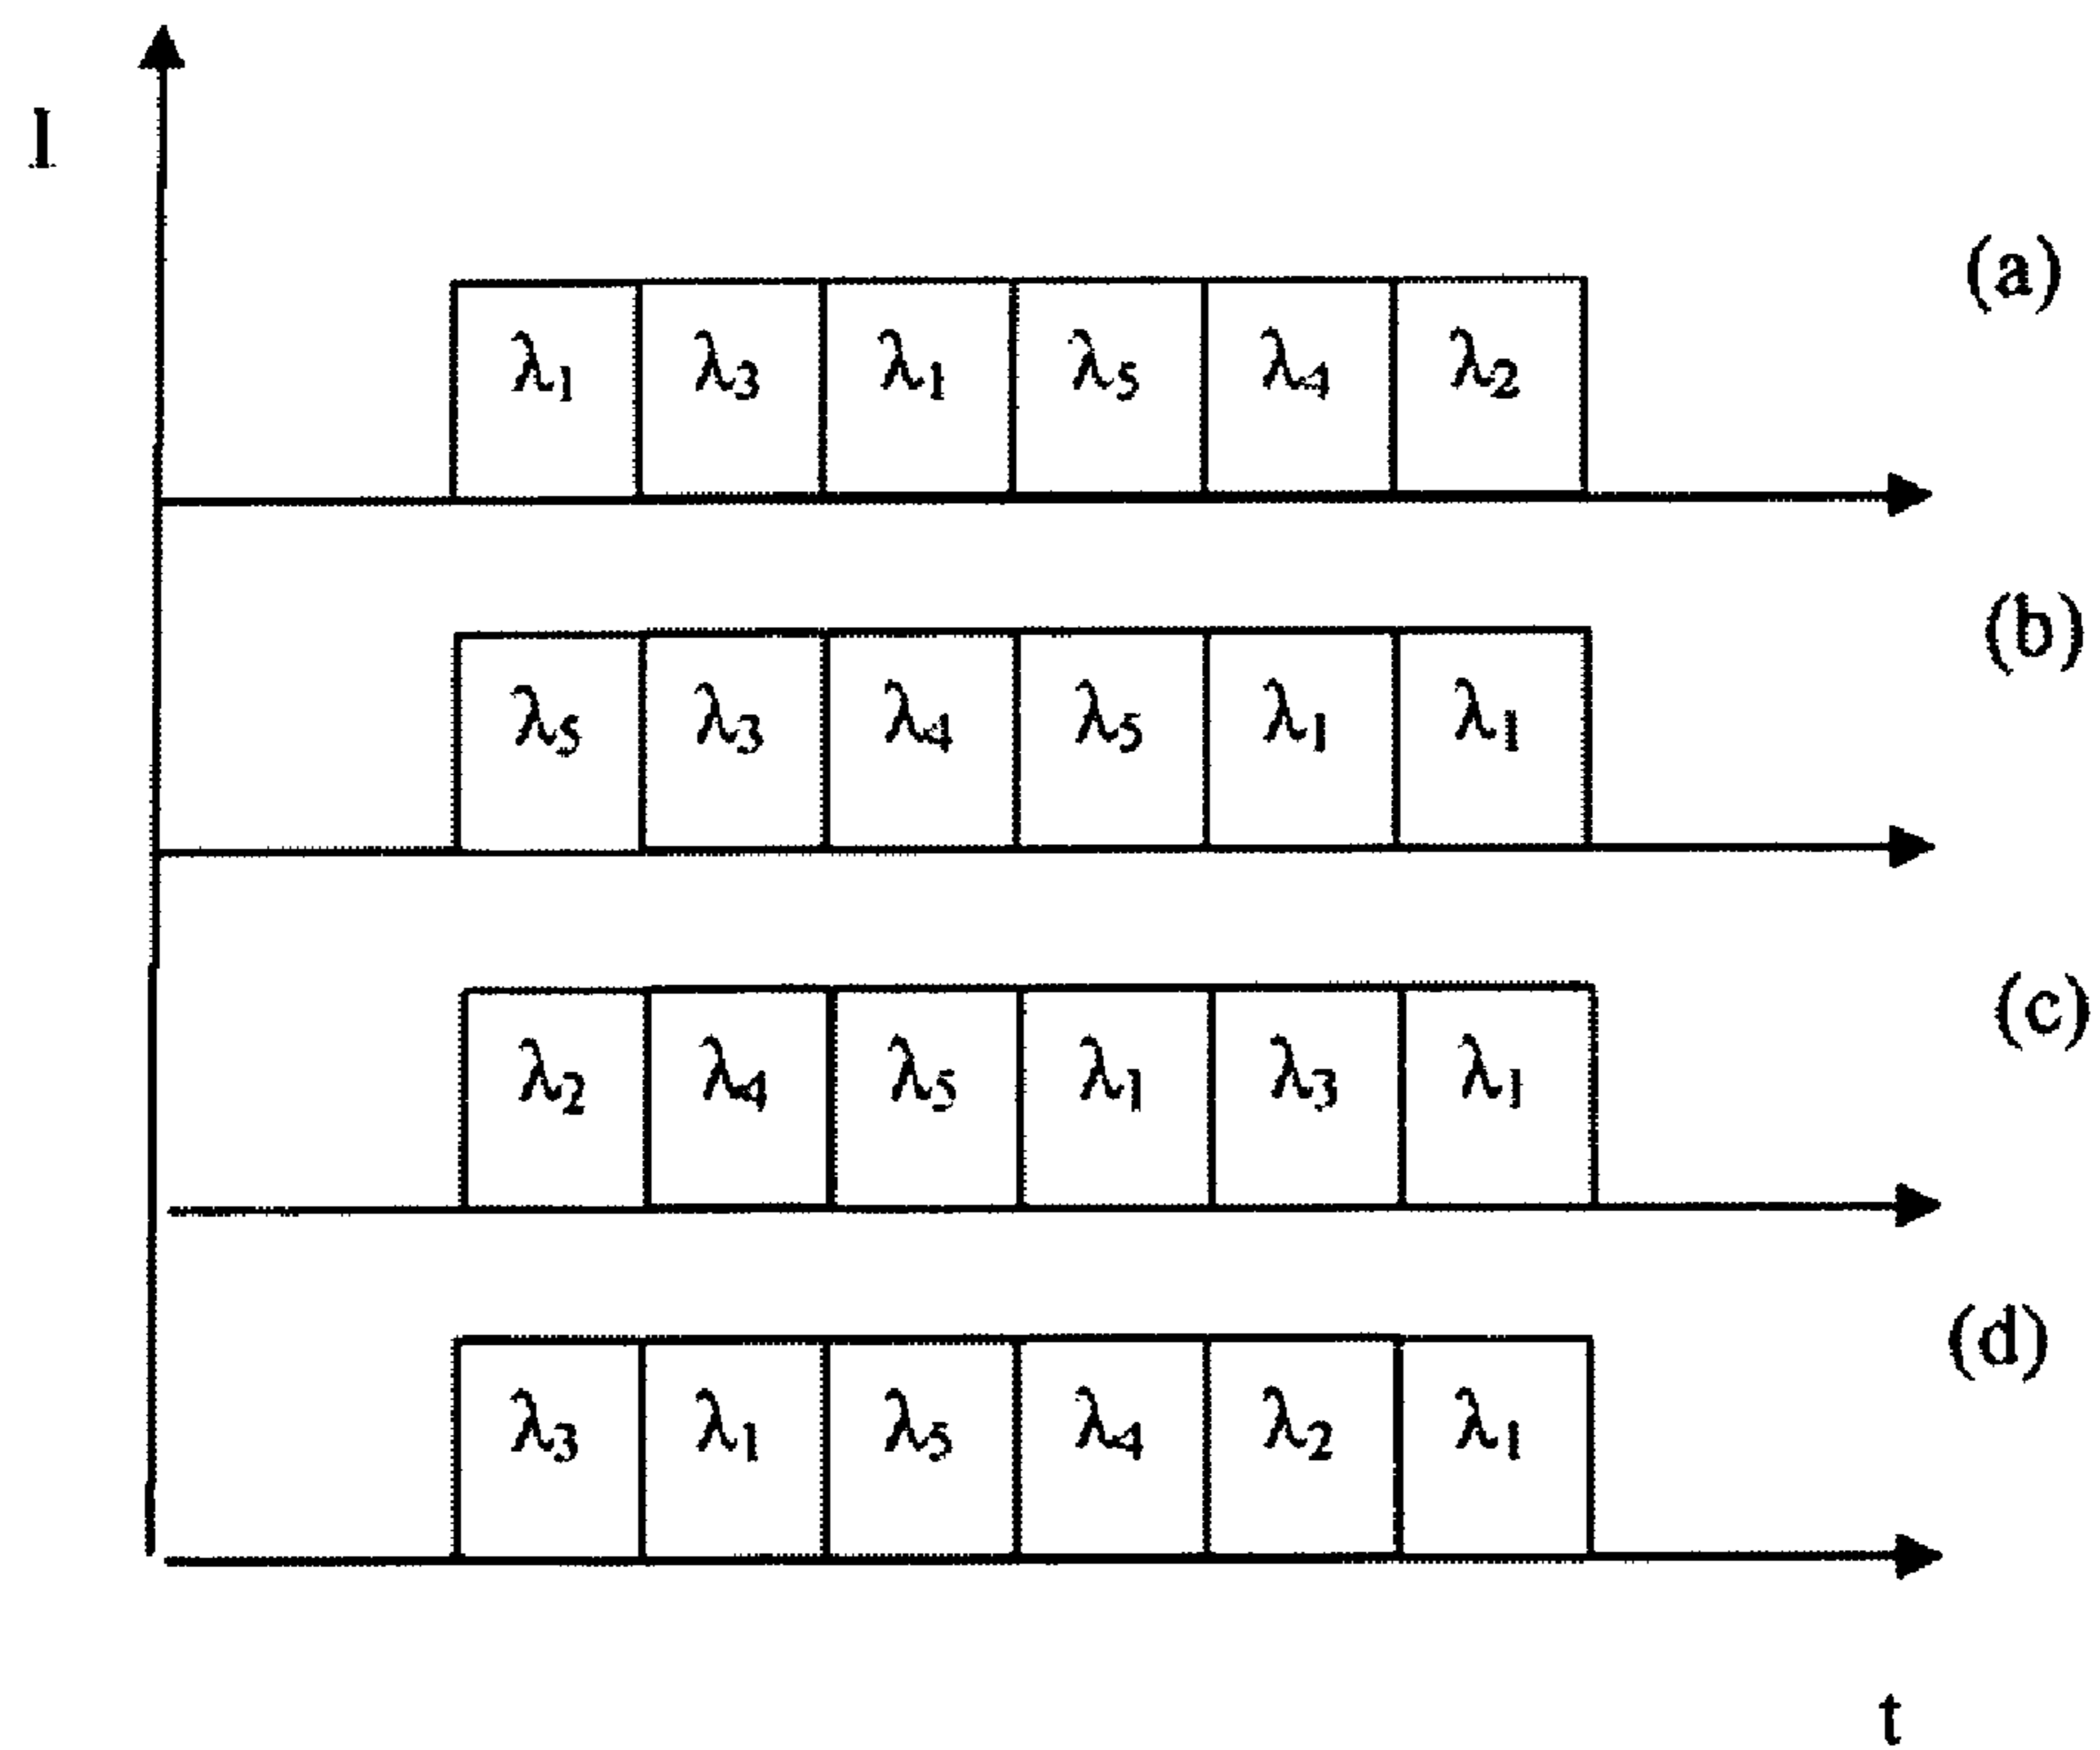 I
(a)
λ₁ λ₃ λ₁ λ₅ λ₄ λ₂
(b)
λ₅ λ₃ λ₄ λ₅ λ₁ λ₁
(c)
λ₂ λ₄ λ₅ λ₁ λ₃ λ₁
(d)
λ₃ λ₁ λ₅ λ₄ λ₂ λ₁
t